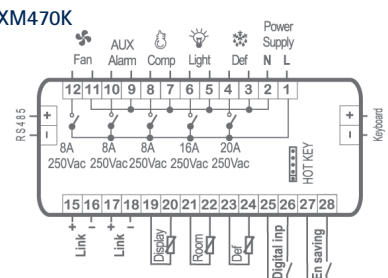 XM470K
Power
Supply
AUX
Fan Alarm Comp Light Def N L
12 11 10 9 8 7 6 5 4 3 2 1
RS485
+
-
+
-
Keyboard
8A 8A 8A 16A 20A
250Vac 250Vac 250Vac 250Vac 250Vac
HOT KEY
15 16 17 18 19 20 21 22 23 24 25 26 27 28
+ - + -
Link
Link
Display
Room
Def
Digital inp
En saving